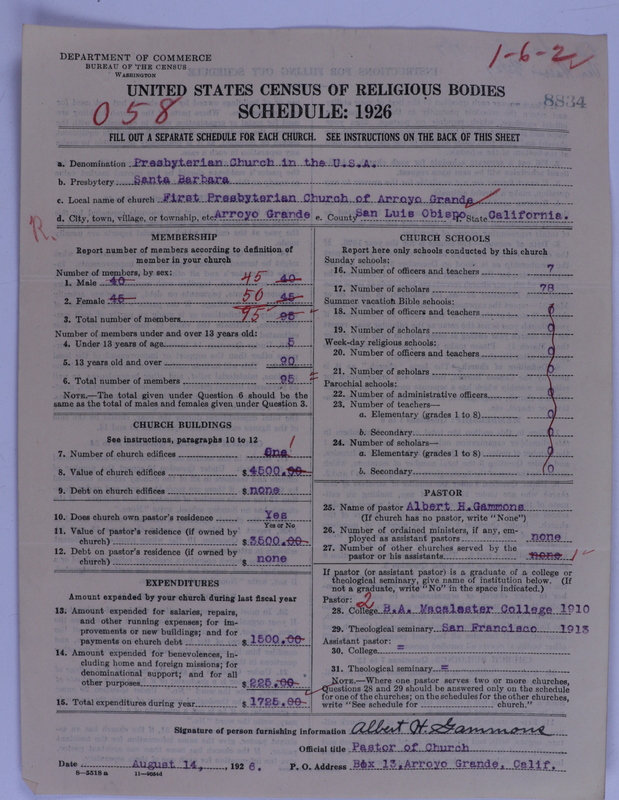 DEPARTMENT OF COMMERCE
BUREAU OF THE CENSUS
WASHINGTON
1-6-2
8834
UNITED STATES CENSUS OF RELIGIOUS BODIES
058
SCHEDULE: 1926
FILL OUT A SEPARATE SCHEDULE FOR EACH CHURCH. SEE INSTRUCTIONS ON THE BACK OF THIS SHEET
a. Denomination Presbyterian Church in the U.S.A.
b. Presbytery Santa Barbara
c. Local name of church First Presbyterian Church of Arroyo Grande
d. City, town, village, or township, etc. Arroyo Grande e. County San Luis Obispo f. State California.
R.
MEMBERSHIP
Report number of members according to definition of member in your church
Number of members, by sex:
1. Male 40 45 40
2. Female 45 50 45
3. Total number of members 95 95
Number of members under and over 13 years old:
4. Under 13 years of age 5
5. 13 years old and over 90
6. Total number of members 95
NOTE.—The total given under Question 6 should be the
same as the total of males and females given under Question 3.
CHURCH BUILDINGS
See instructions, paragraphs 10 to 12
7. Number of church edifices One 1
8. Value of church edifices $4500.00
9. Debt on church edifices $none
10. Does church own pastor's residence Yes
Yes or No
11. Value of pastor's residence (if owned by
church) $3500.00
12. Debt on pastor's residence (if owned by
church) $ none
EXPENDITURES
Amount expended by your church during last fiscal year
13. Amount expended for salaries, repairs,
and other running expenses; for im-
provements or new buildings; and for
payments on church debt $ 1500.00
14. Amount expended for benevolences, in-
cluding home and foreign missions; for
denominational support; and for all
other purposes $ 225.00
15. Total expenditures during year $ 1725.00
CHURCH SCHOOLS
Report here only schools conducted by this church
Sunday schools:
16. Number of officers and teachers 7
17. Number of scholars 78
Summer vacation Bible schools:
18. Number of officers and teachers 0
19. Number of scholars 0
Week-day religious schools:
20. Number of officers and teachers 0
21. Number of scholars 0
Parochial schools:
22. Number of administrative officers 0
23. Number of teachers—
a. Elementary (grades 1 to 8) 0
b. Secondary 0
24. Number of scholars—
a. Elementary (grades 1 to 8) 0
b. Secondary 0
PASTOR
25. Name of pastor Albert H. Gammons
(If church has no pastor, write "None")
26. Number of ordained ministers, if any, em-
ployed as assistant pastors none
27. Number of other churches served by the
pastor or his assistants none 1
If pastor (or assistant pastor) is a graduate of a college or
theological seminary, give name of institution below. (If
not a graduate, write "No" in the space indicated.)
Pastor: 2
28. College B.A. Macalester College 1910
29. Theological seminary San Francisco 1913
Assistant pastor:
30. College =
31. Theological seminary =
NOTE.—Where one pastor serves two or more churches,
Questions 28 and 29 should be answered only on the schedule
for one of the churches; on the schedules for the other churches,
write "See schedule for church."
Signature of person furnishing information Albert H. Gammons
Official title Pastor of Church
Date August 14, 1926. P. O. Address Box 13, Arroyo Grande, Calif.
8—5518 a 11—9054d